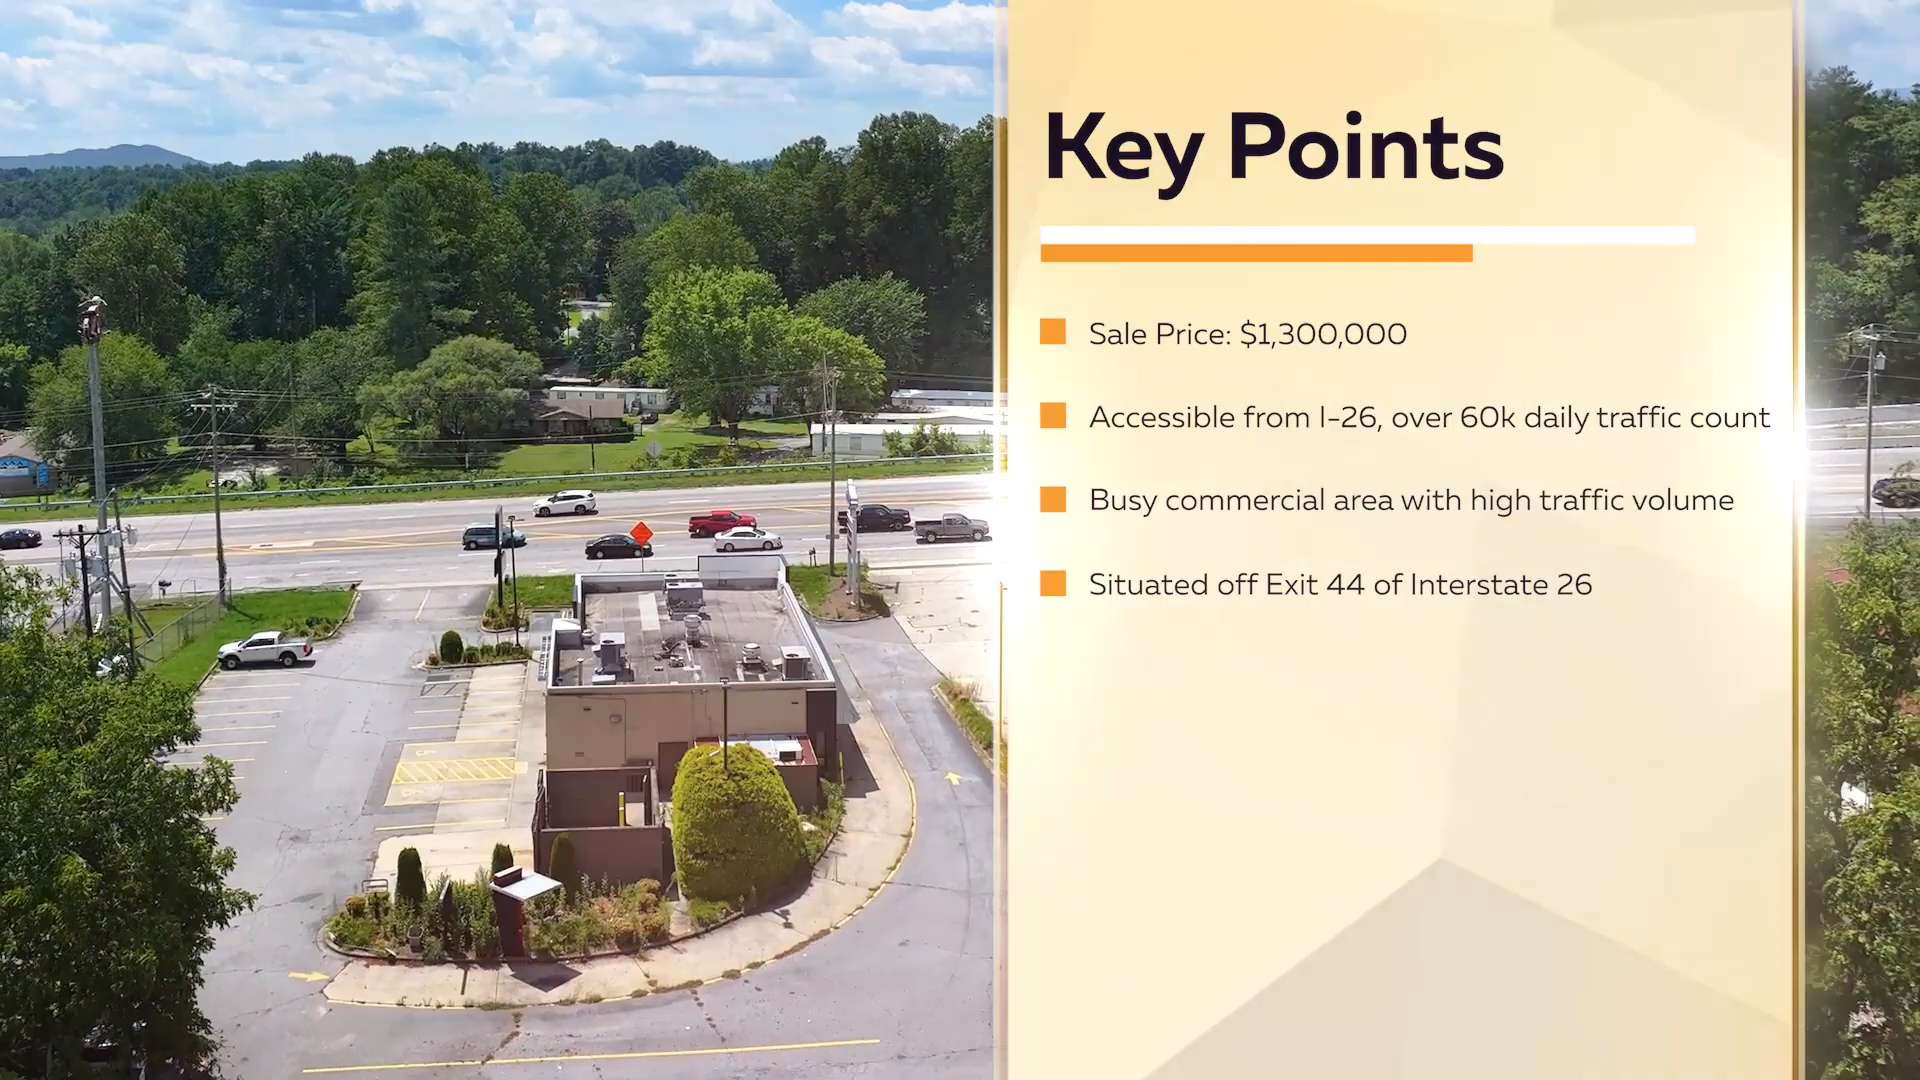 Key Points
Sale Price: $1,300,000
Accessible from I-26, over 60k daily traffic count
Busy commercial area with high traffic volume
Situated off Exit 44 of Interstate 26